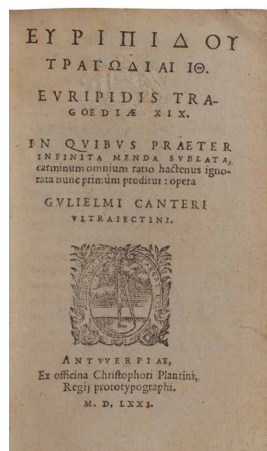 ΕΥΡΙΠΙΔΟΥ
ΤΡΑΓΩΔΙΑΙ ΙΘ.
EVRIPIDIS TRA-
GOEDIÆ XIX.
IN QVIBVS PRAETER
INFINITA MENDA SVBLATA,
carminum omnium ratio hactenus igno-
rata nunc primùm proditur: opera
GVLIELMI CANTERI
VLTRAIECTINI.
ANTVVERPIAE,
Ex officina Christophori Plantini,
Regij prototypographi.
M. D. LXXI.